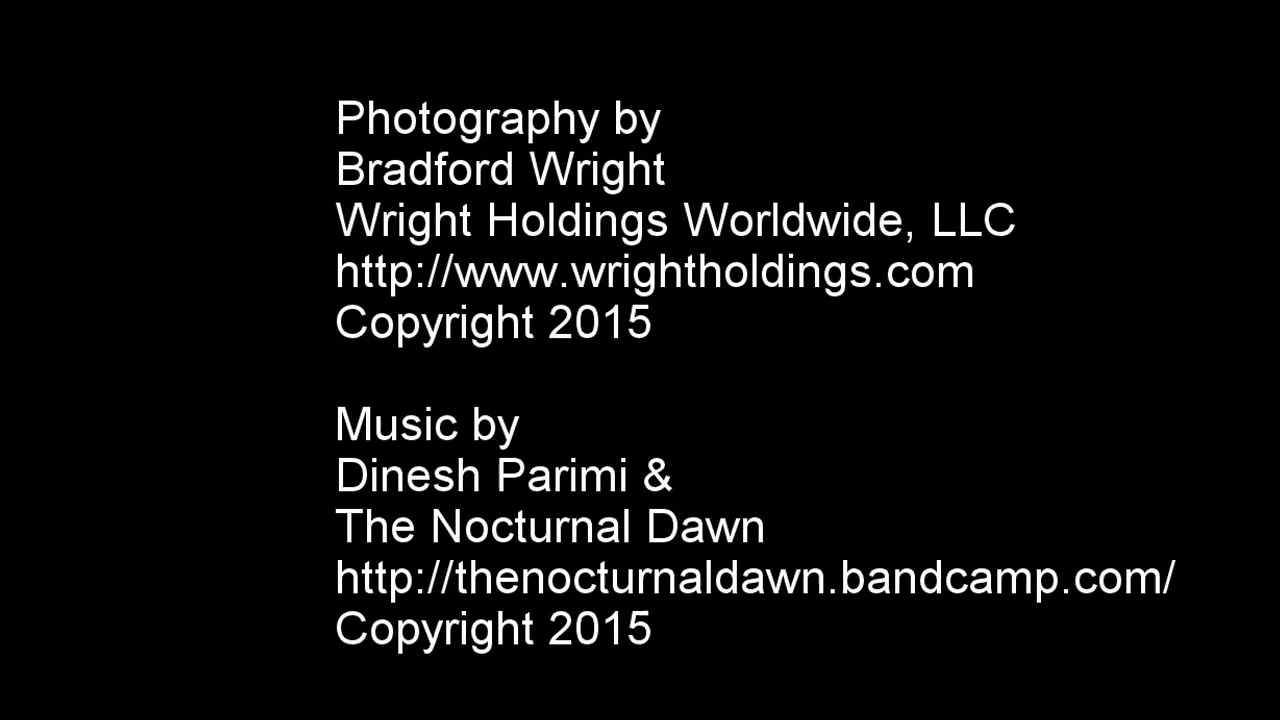 Photography by
Bradford Wright
Wright Holdings Worldwide, LLC
http://www.wrightholdings.com
Copyright 2015
Music by
Dinesh Parimi &
The Nocturnal Dawn
http://thenocturnaldawn.bandcamp.com/
Copyright 2015